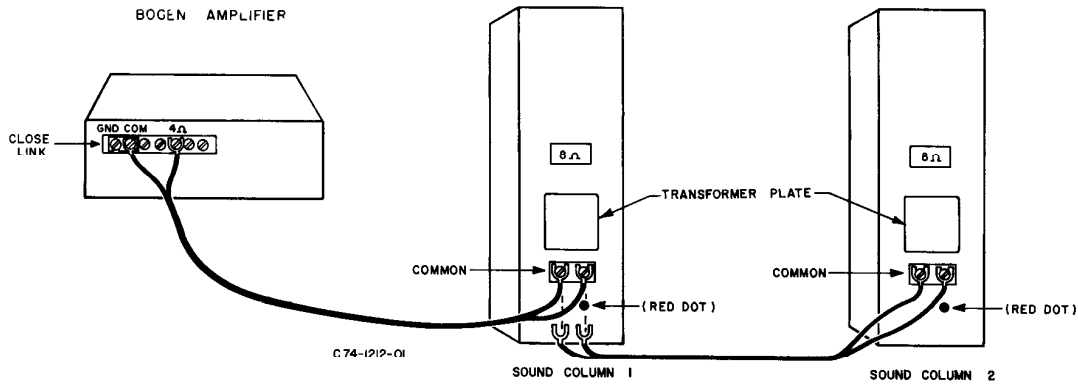 BOGEN AMPLIFIER
GND COM 4Ω
CLOSE
LINK
8Ω
8Ω
TRANSFORMER PLATE
COMMON
COMMON
(RED DOT)
(RED DOT)
C74-1212-01
SOUND COLUMN 1
SOUND COLUMN 2